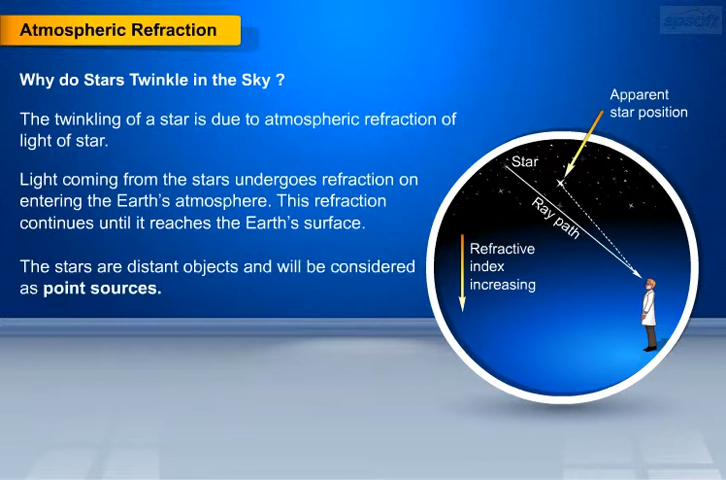 Atmospheric Refraction
spsoft
Why do Stars Twinkle in the Sky ?
The twinkling of a star is due to atmospheric refraction of
light of star.
Light coming from the stars undergoes refraction on
entering the Earth's atmosphere. This refraction
continues until it reaches the Earth's surface.
The stars are distant objects and will be considered
as point sources.
Apparent
star position
Star
Ray path
Refractive
index
increasing